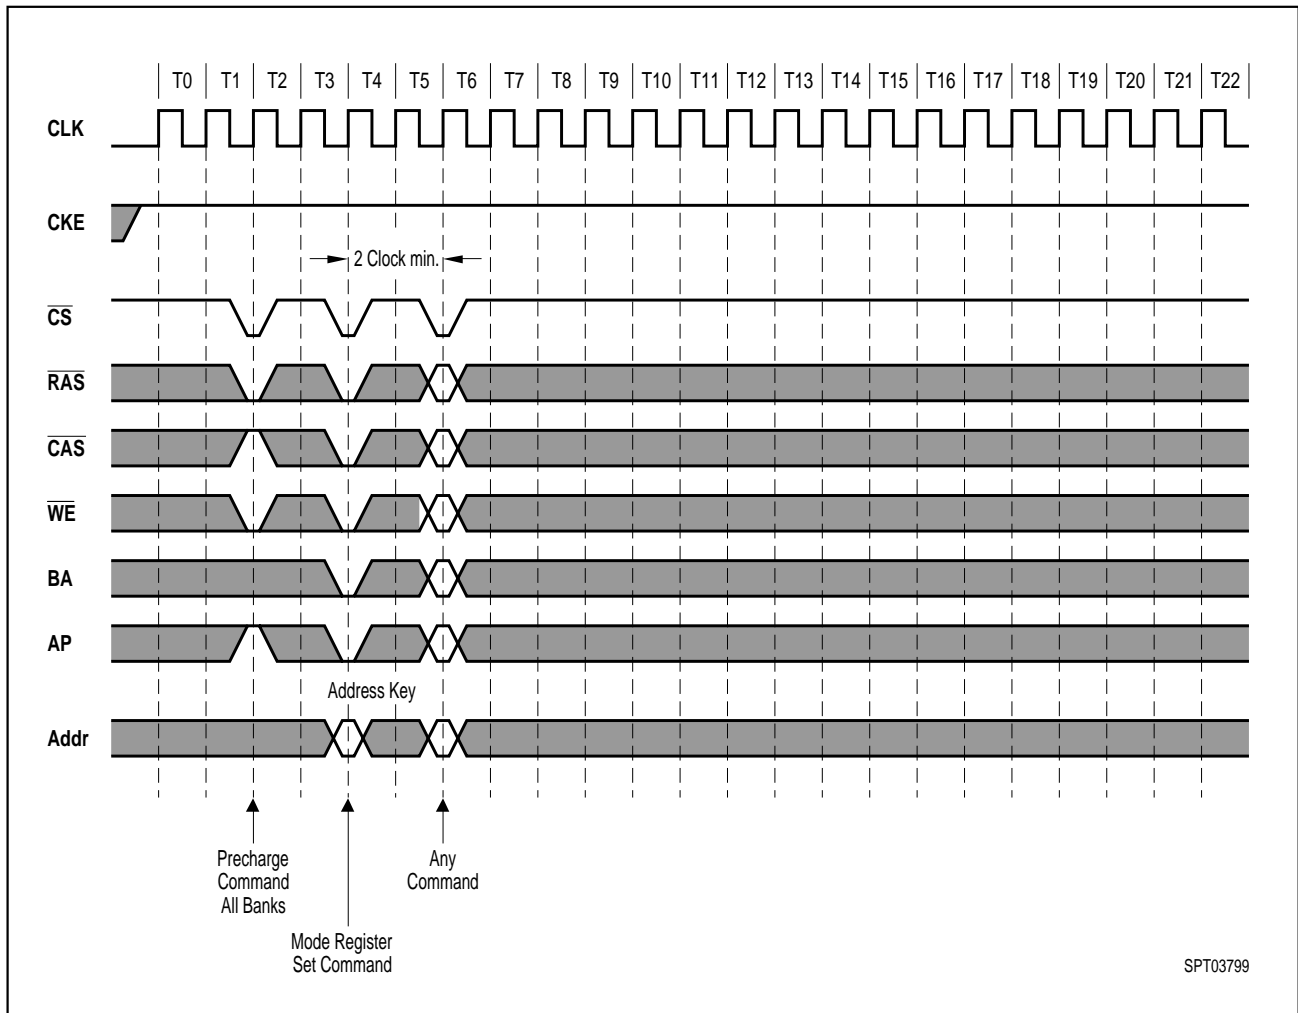 T0 T1 T2 T3 T4 T5 T6 T7 T8 T9 T10 T11 T12 T13 T14 T15 T16 T17 T18 T19 T20 T21 T22
CLK
CKE
2 Clock min.
CS
RAS
CAS
WE
BA
AP
Address Key
Addr
Precharge
Command
All Banks
Mode Register
Set Command
Any
Command
SPT03799